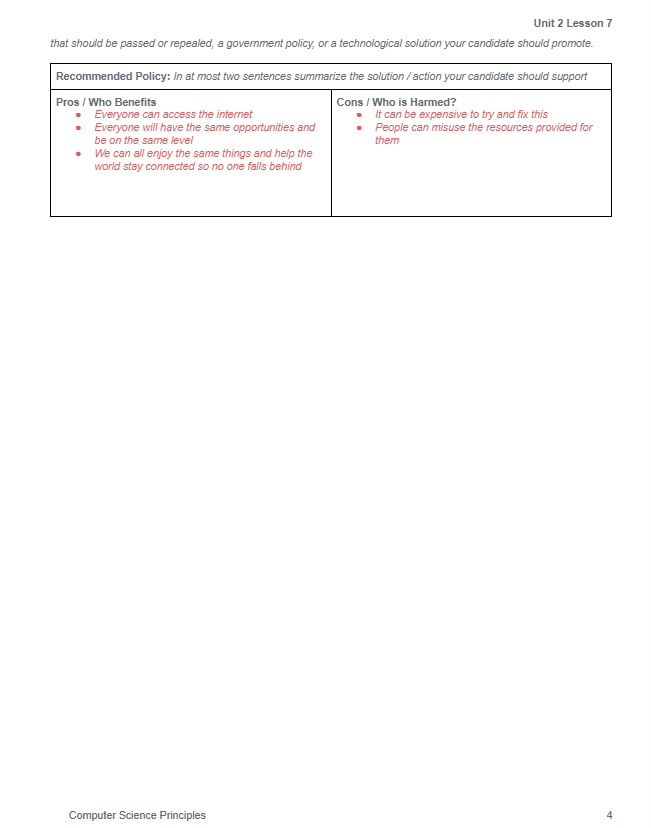 Unit 2 Lesson 7
that should be passed or repealed, a government policy, or a technological solution your candidate should promote.
Recommended Policy: In at most two sentences summarize the solution / action your candidate should support
Pros / Who Benefits
● Everyone can access the internet
● Everyone will have the same opportunities and
be on the same level
● We can all enjoy the same things and help the
world stay connected so no one falls behind
Cons / Who is Harmed?
● It can be expensive to try and fix this
● People can misuse the resources provided for
them
Computer Science Principles
4